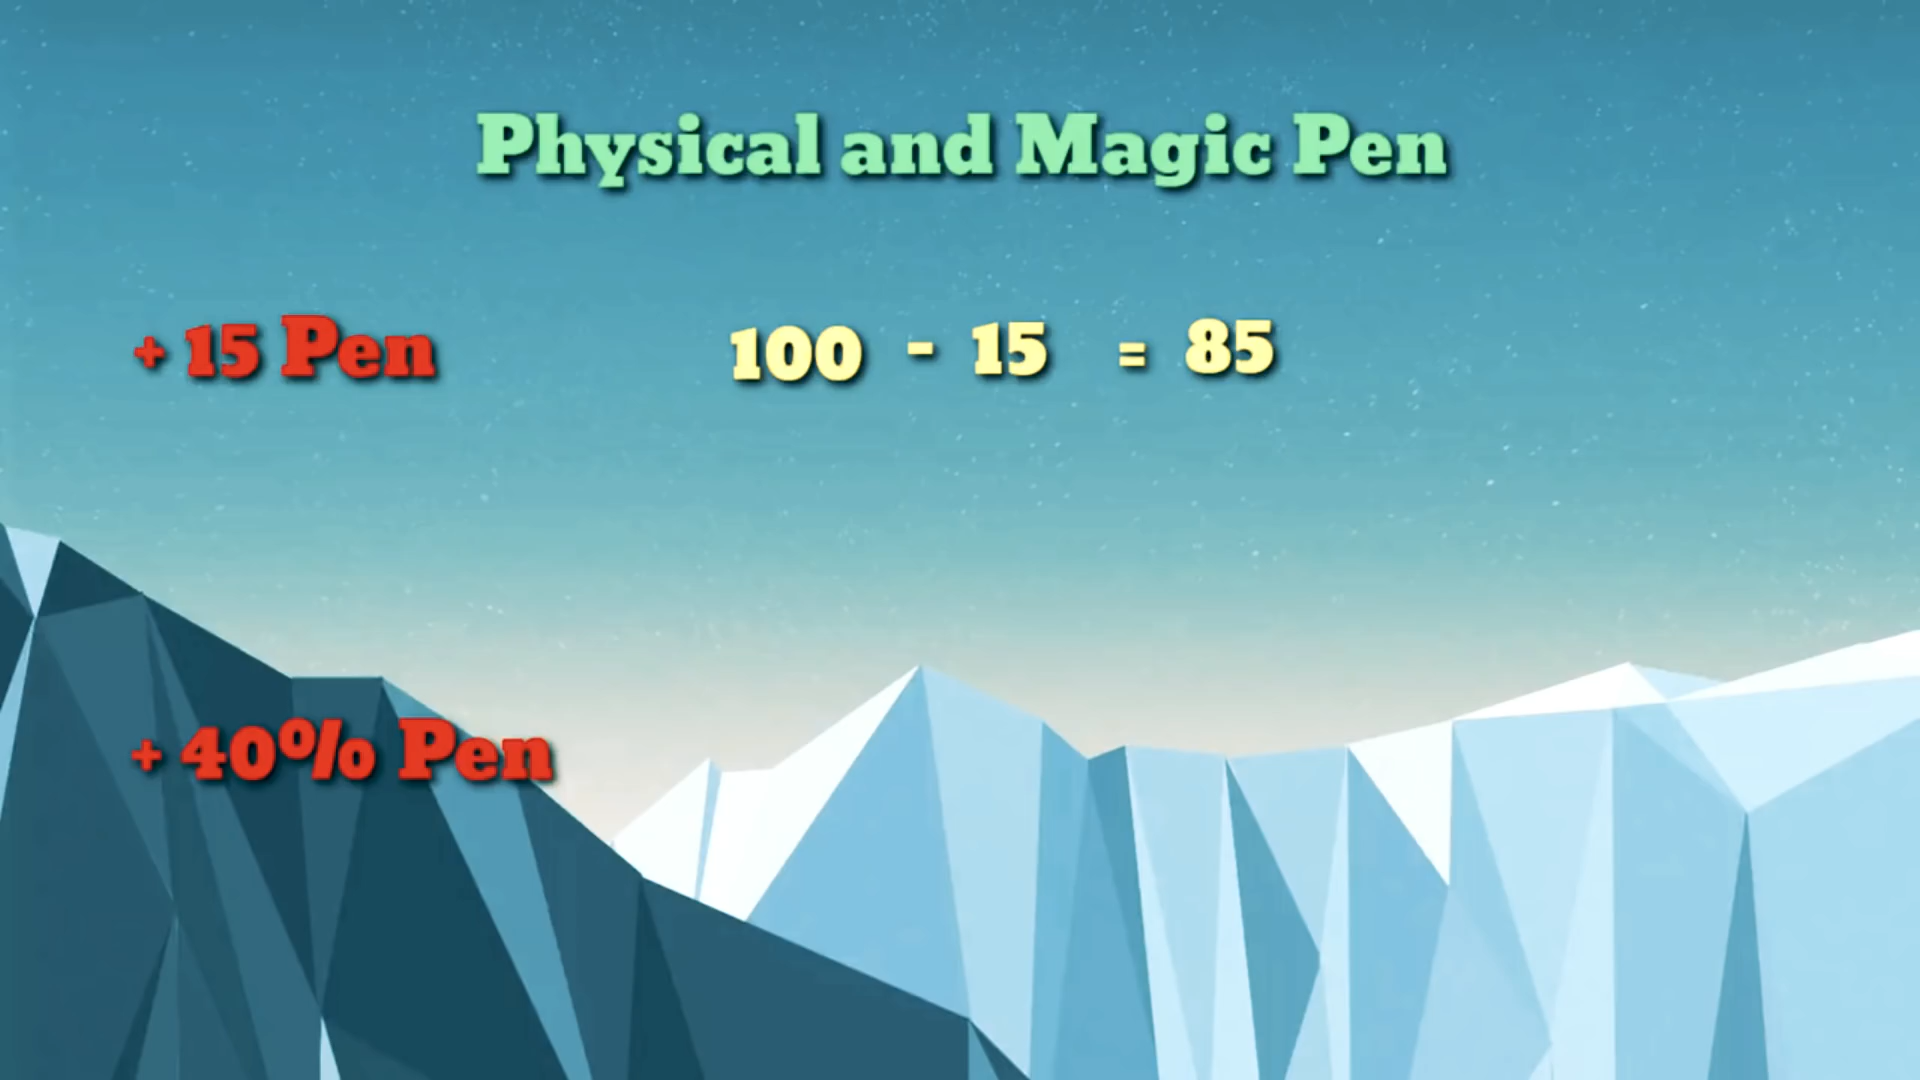 Physical and Magic Pen
+ 15 Pen 100 - 15 = 85
+ 40% Pen